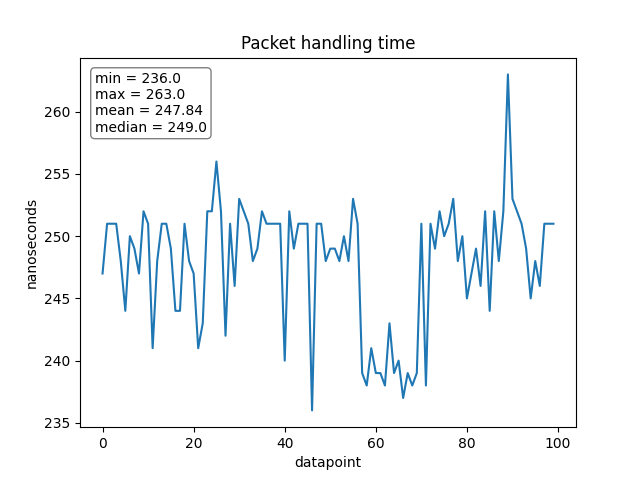 Packet handling time
min = 236.0
max = 263.0
mean = 247.84
median = 249.0
nanoseconds
260
255
250
245
240
235
0 20 40 60 80 100
datapoint